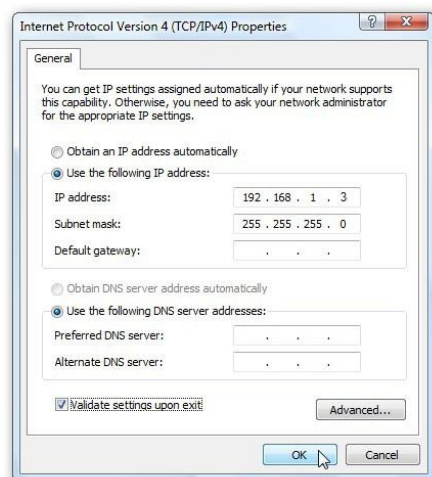 Internet Protocol Version 4 (TCP/IPv4) Properties
General
You can get IP settings assigned automatically if your network supports
this capability. Otherwise, you need to ask your network administrator
for the appropriate IP settings.
Obtain an IP address automatically
Use the following IP address:
IP address: 192 . 168 . 1 . 3
Subnet mask: 255 . 255 . 255 . 0
Default gateway: . . .
Obtain DNS server address automatically
Use the following DNS server addresses:
Preferred DNS server: . . .
Alternate DNS server: . . .
Validate settings upon exit
Advanced...
OK Cancel